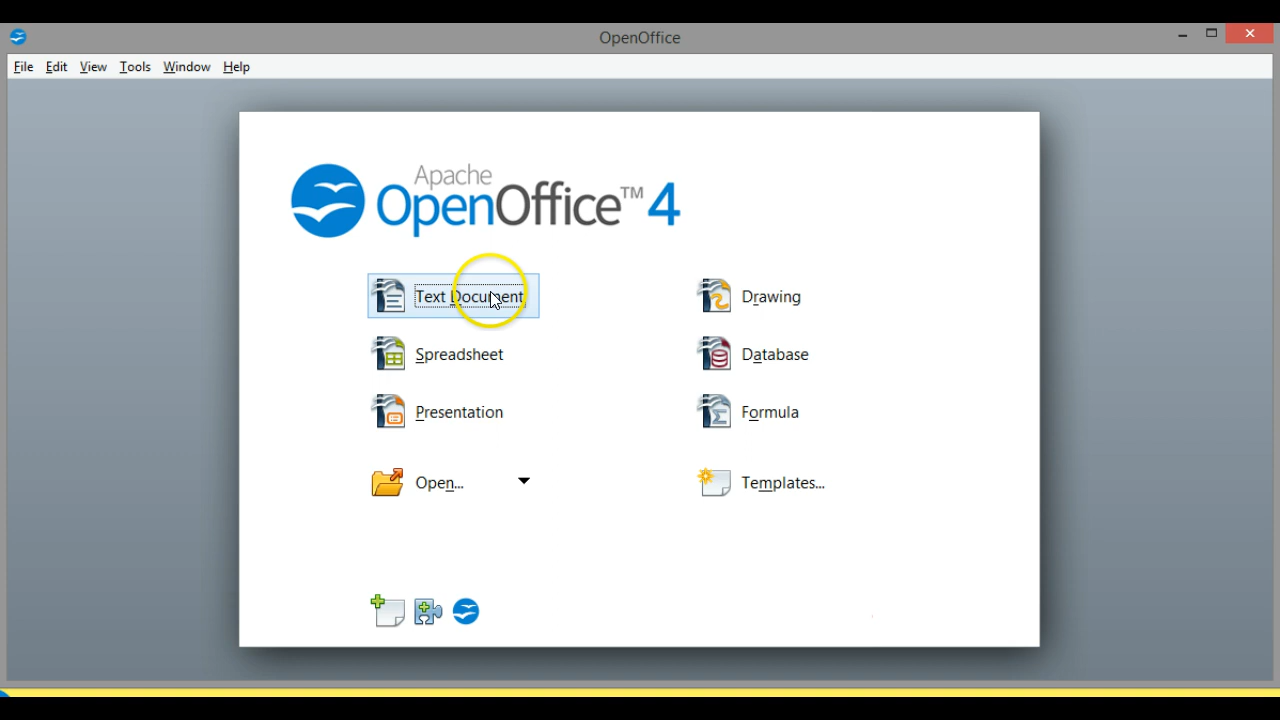 OpenOffice
File Edit View Tools Window Help
Apache
OpenOffice™ 4
Text Document
Drawing
Spreadsheet
Database
Presentation
Formula
Open...
Templates...